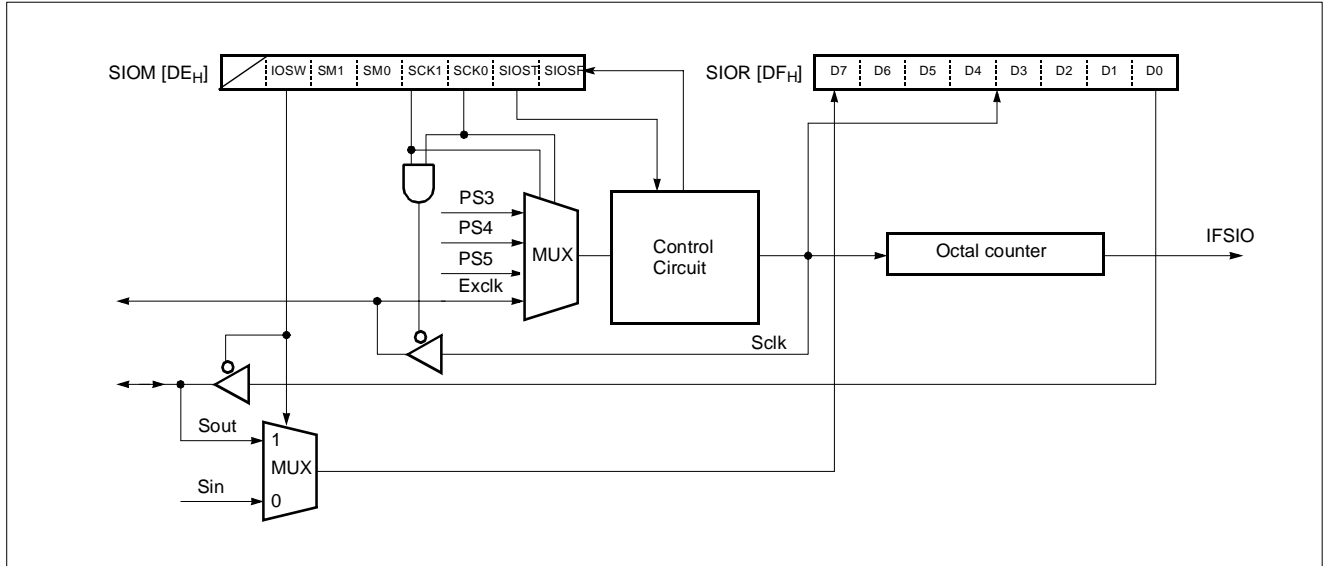 SIOM [DEH]
IOSW SM1 SM0 SCK1 SCK0 SIOST SIOSF
SIOR [DFH]
D7 D6 D5 D4 D3 D2 D1 D0
PS3
PS4
PS5
Exclk
MUX
Control
Circuit
Octal counter
IFSIO
Sclk
Sout
1
MUX
Sin
0